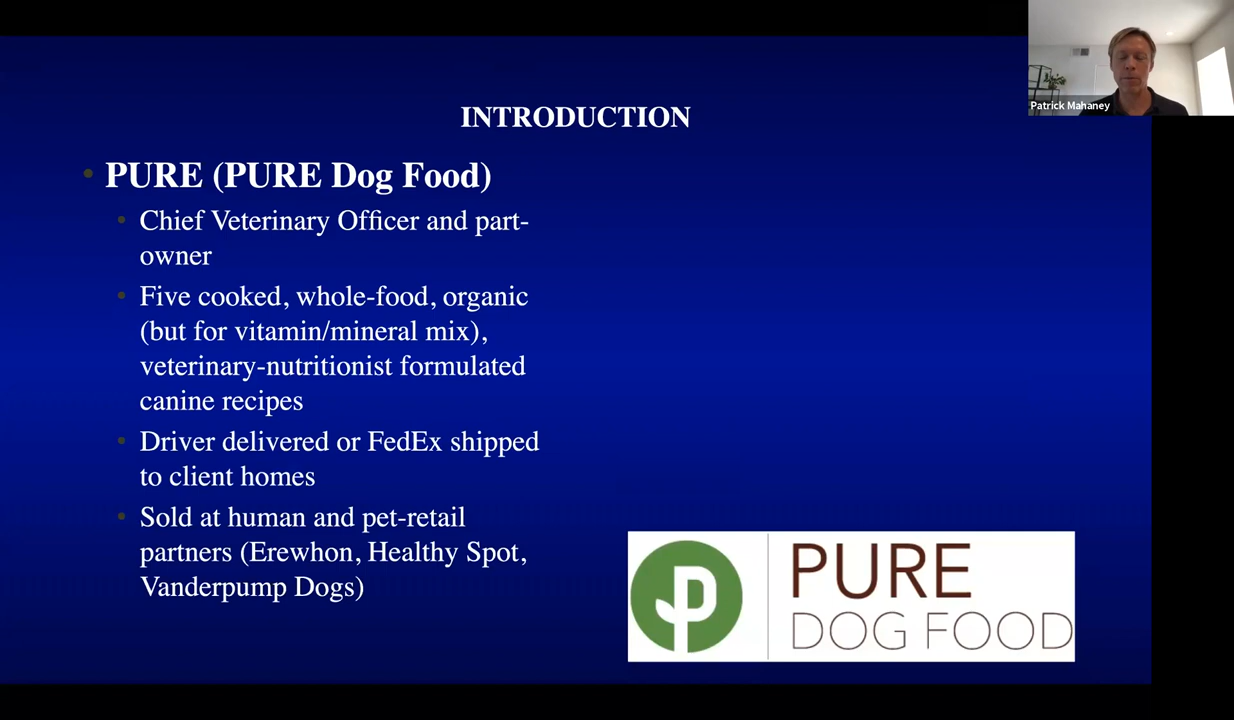 INTRODUCTION
Patrick Mahaney
• PURE (PURE Dog Food)
• Chief Veterinary Officer and part-
owner
• Five cooked, whole-food, organic
(but for vitamin/mineral mix),
veterinary-nutritionist formulated
canine recipes
• Driver delivered or FedEx shipped
to client homes
• Sold at human and pet-retail
partners (Erewhon, Healthy Spot,
Vanderpump Dogs)
P
PURE
DOG FOOD